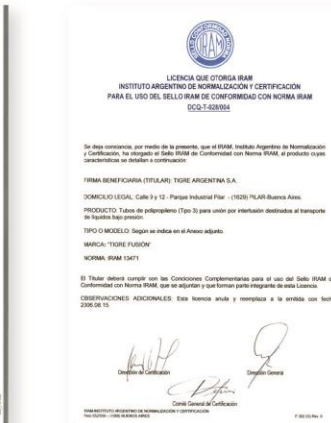 IRAM
LICENCIA QUE OTORGA IRAM
INSTITUTO ARGENTINO DE NORMALIZACIÓN Y CERTIFICACIÓN
PARA EL USO DEL SELLO IRAM DE CONFORMIDAD CON NORMA IRAM
DCQ-T-028/004
Se deja constancia, por medio de la presente, que el IRAM, Instituto Argentino de Normalización
y Certificación, ha otorgado el Sello IRAM de Conformidad con Norma IRAM, al producto cuyas
características se detallan a continuación:
FIRMA BENEFICIARIA (TITULAR): TIGRE ARGENTINA S.A.
DOMICILIO LEGAL: Calle 9 y 12 - Parque Industrial Pilar - (1629) PILAR-Buenos Aires.
PRODUCTO: Tubos de polipropileno (Tipo 3) para unión por interfusión destinados al transporte
de líquidos bajo presión.
TIPO O MODELO: Según se indica en el Anexo adjunto.
MARCA: "TIGRE FUSIÓN"
NORMA: IRAM 13471
El Titular deberá cumplir con las Condiciones Complementarias para el uso del Sello IRAM d
Conformidad con Norma IRAM, que se adjuntan y que forman parte integrante de esta Licencia.
OBSERVACIONES ADICIONALES: Esta licencia anula y reemplaza a la emitida con fech
2006.08.15
Dirección de Certificación
Dirección General
Comité General de Certificación
IRAM-INSTITUTO ARGENTINO DE NORMALIZACIÓN Y CERTIFICACIÓN